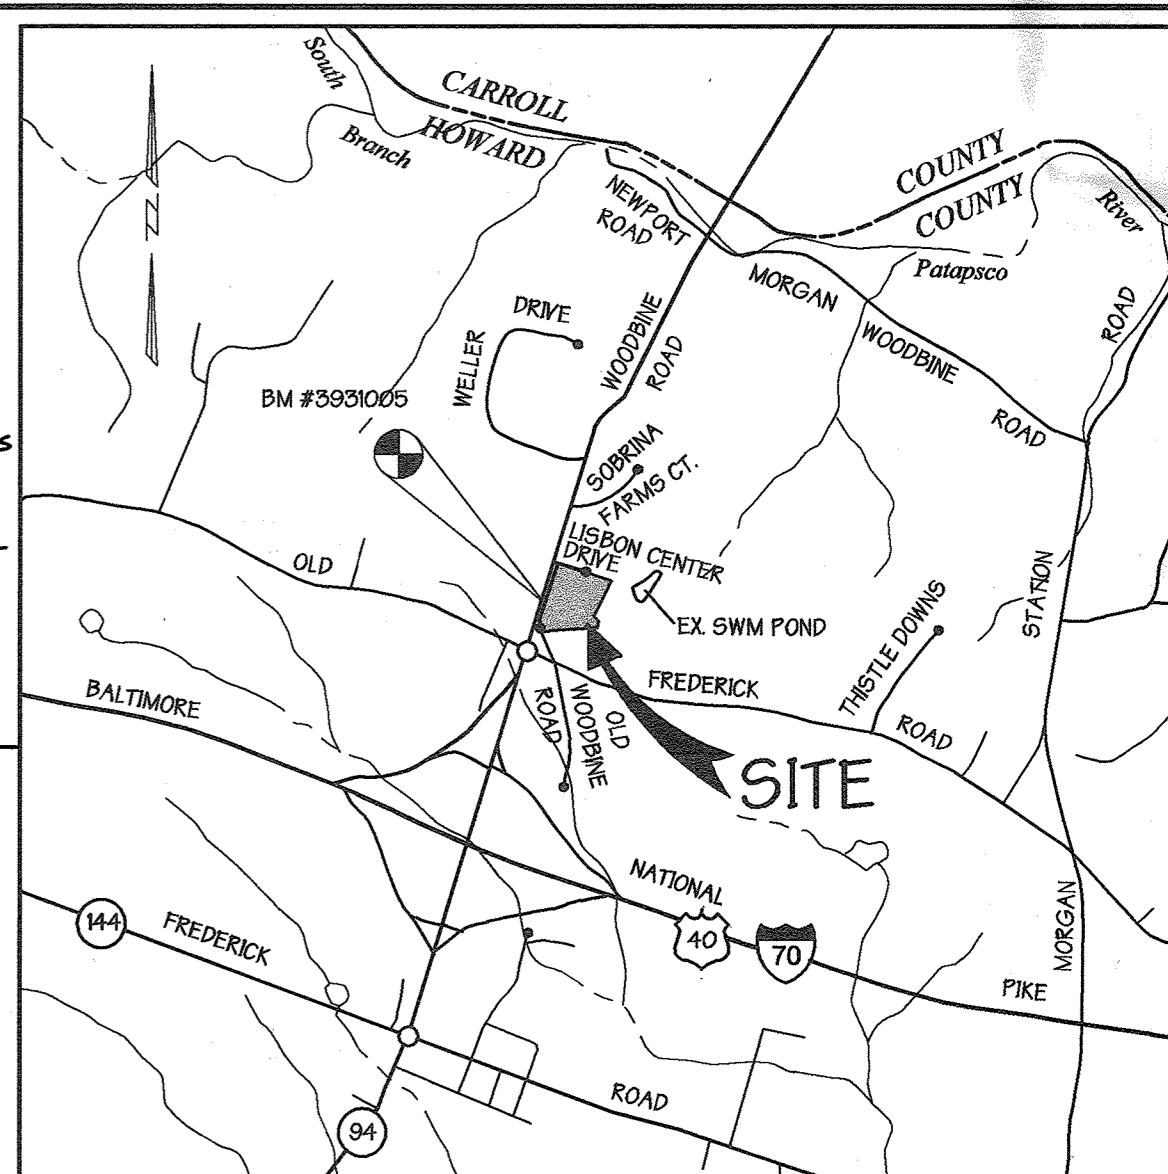 South
Branch
CARROLL
HOWARD
COUNTY
COUNTY
River
Patapsco
N
NEWPORT
ROAD
MORGAN
WOODBINE
ROAD
ROAD
DRIVE
WELLER
WOODBINE
ROAD
BM #3931005
SOBRINA
FARMS CT.
s
LISBON CENTER
DRIVE
EX. SWM POND
OLD
FREDERICK
ROAD
THISTLE DOWNS
STATION
OLD
WOODBINE
ROAD
SITE
BALTIMORE
NATIONAL
PIKE
40
70
MORGAN
144
FREDERICK
ROAD
94